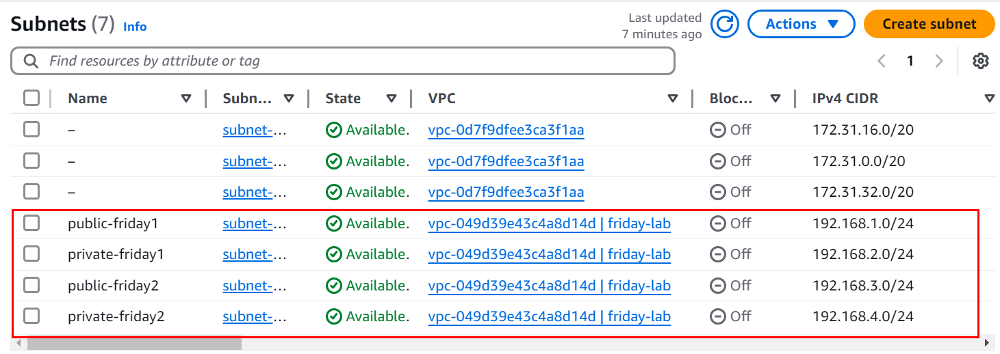 Subnets (7) Info
Last updated
7 minutes ago
Actions
Create subnet
Find resources by attribute or tag
1
Name Subn... State VPC Bloc... IPv4 CIDR
– subnet-... Available. vpc-0d7f9dfee3ca3f1aa Off 172.31.16.0/20
– subnet-... Available. vpc-0d7f9dfee3ca3f1aa Off 172.31.0.0/20
– subnet-... Available. vpc-0d7f9dfee3ca3f1aa Off 172.31.32.0/20
public-friday1 subnet-... Available. vpc-049d39e43c4a8d14d | friday-lab Off 192.168.1.0/24
private-friday1 subnet-... Available. vpc-049d39e43c4a8d14d | friday-lab Off 192.168.2.0/24
public-friday2 subnet-... Available. vpc-049d39e43c4a8d14d | friday-lab Off 192.168.3.0/24
private-friday2 subnet-... Available. vpc-049d39e43c4a8d14d | friday-lab Off 192.168.4.0/24